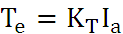 Tₑ = K_T Iₐ